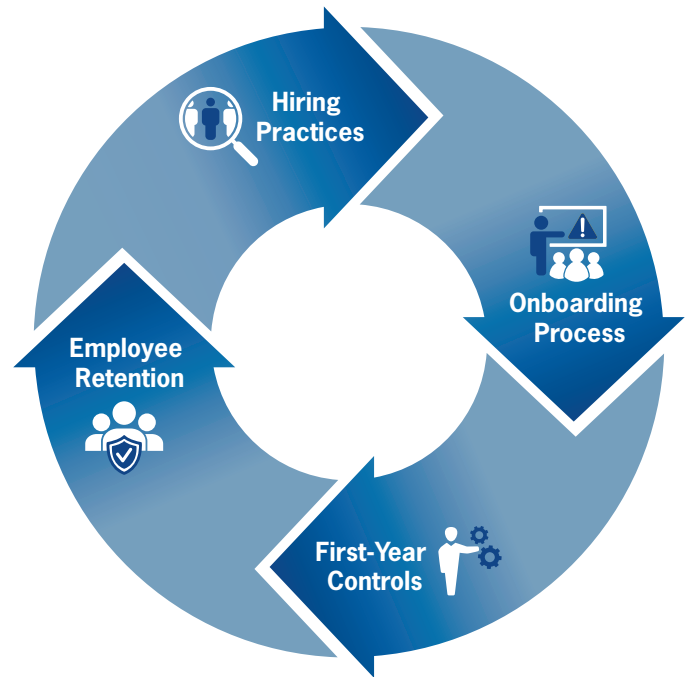 Hiring
Practices
Onboarding
Process
First-Year
Controls
Employee
Retention